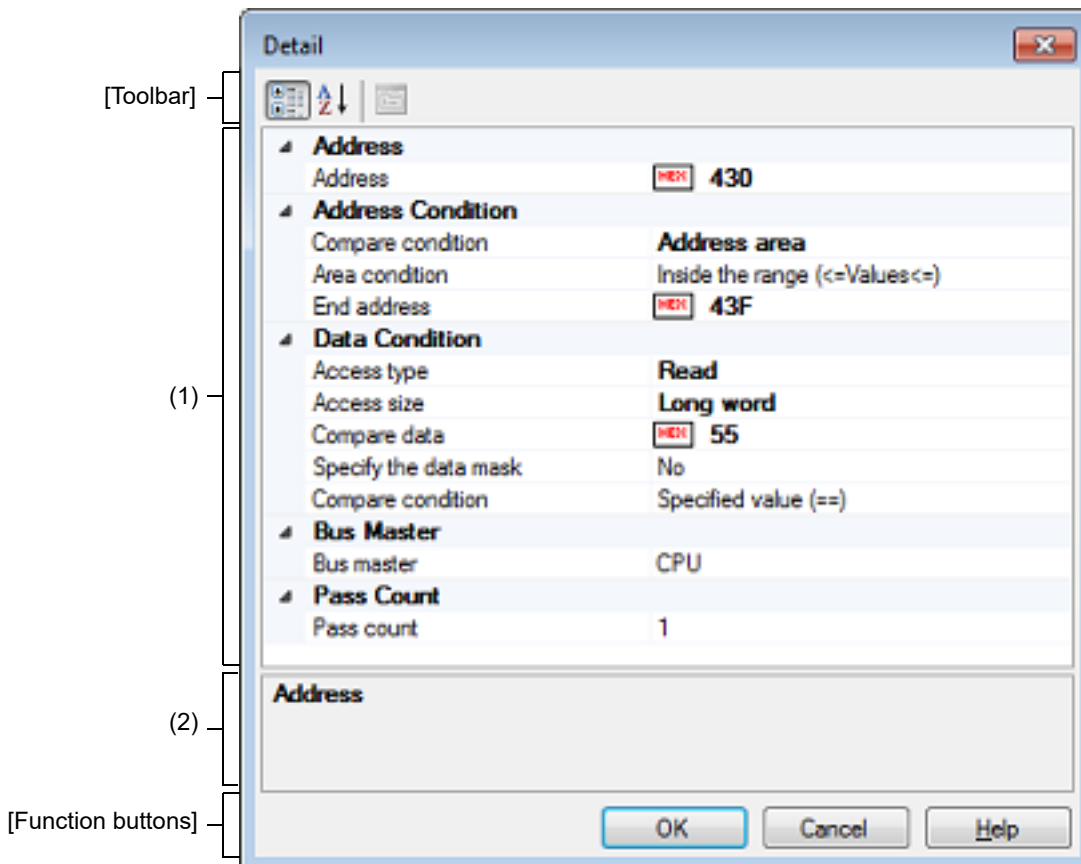 Detail
[Toolbar]
Address
Address HEX 430
Address Condition
Compare condition Address area
Area condition Inside the range (<=Values<=)
End address HEX 43F
Data Condition
Access type Read
(1)
Access size Long word
Compare data HEX 55
Specify the data mask No
Compare condition Specified value (==)
Bus Master
Bus master CPU
Pass Count
Pass count 1
Address
(2)
[Function buttons]
OK Cancel Help